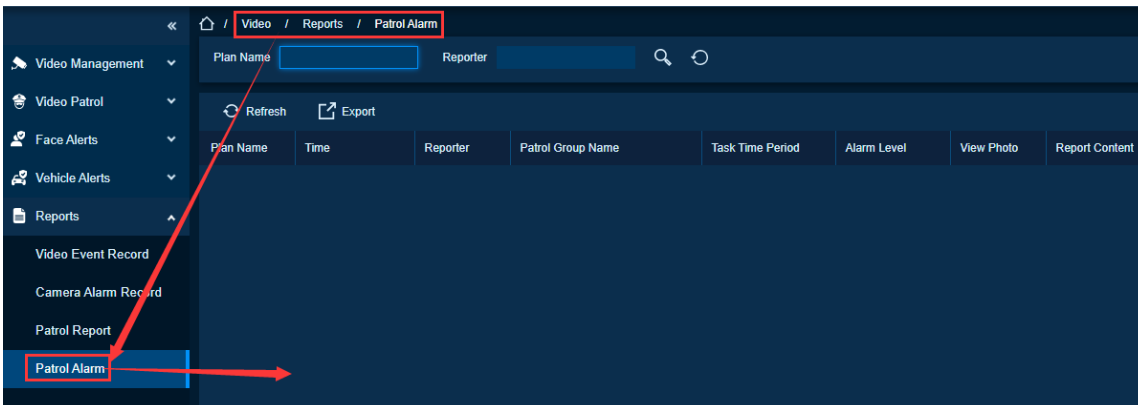 / Video / Reports / Patrol Alarm
Plan Name
Reporter
Refresh
Export
Plan Name Time Reporter Patrol Group Name Task Time Period Alarm Level View Photo Report Content
Video Management
Video Patrol
Face Alerts
Vehicle Alerts
Reports
Video Event Record
Camera Alarm Record
Patrol Report
Patrol Alarm